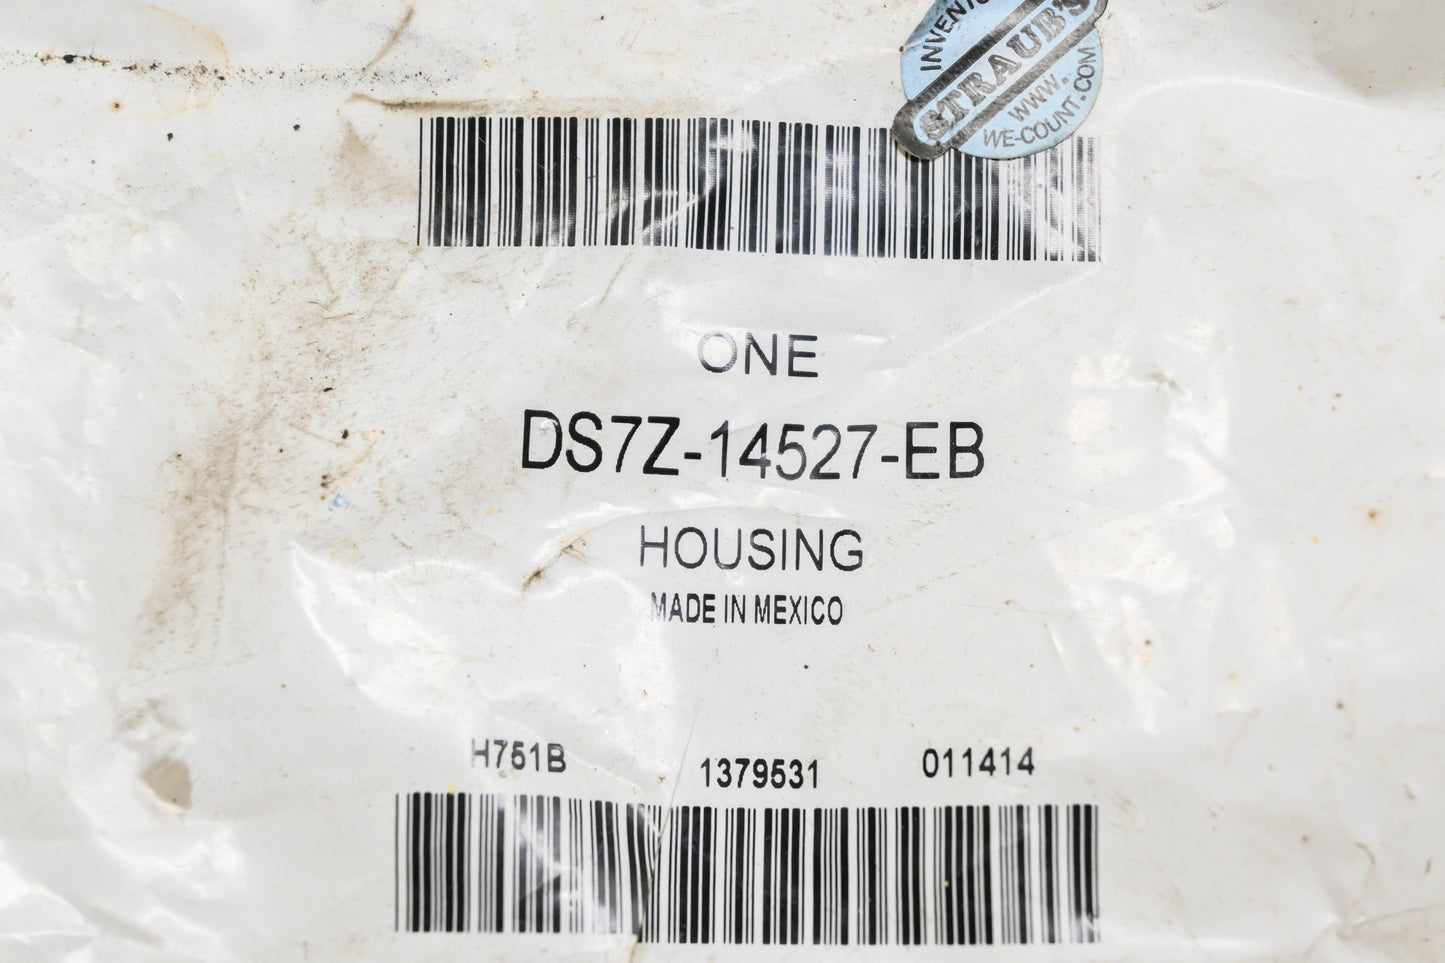 INVENTO
STRAUB'S
WWW.
WE-COUNT.COM
ONE
DS7Z-14527-EB
HOUSING
MADE IN MEXICO
H751B 1379531 011414